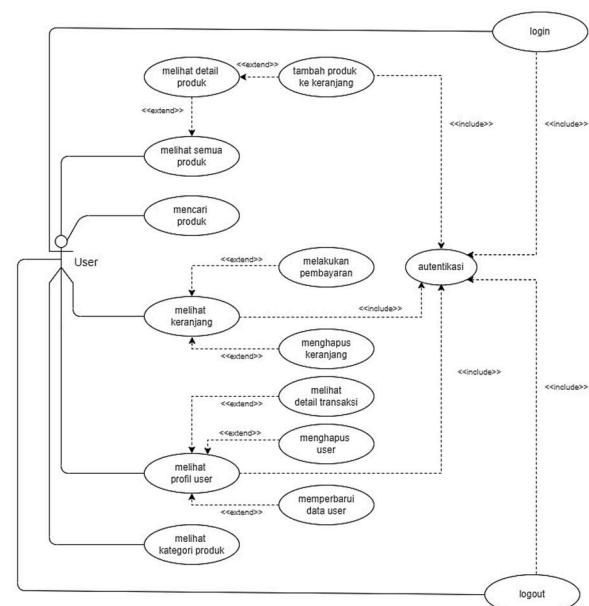 login
melihat detail
produk
<<extend>>
tambah produk
ke keranjang
<<extend>>
<<include>>
<<include>>
melihat semua
produk
mencari
produk
User
<<extend>>
melakukan
pembayaran
autentikasi
melihat
keranjang
<<include>>
<<extend>>
menghapus
keranjang
<<include>>
<<include>>
melihat
detail transaksi
<<extend>>
<<extend>>
menghapus
user
melihat
profil user
<<extend>>
memperbarui
data user
melihat
kategori produk
logout